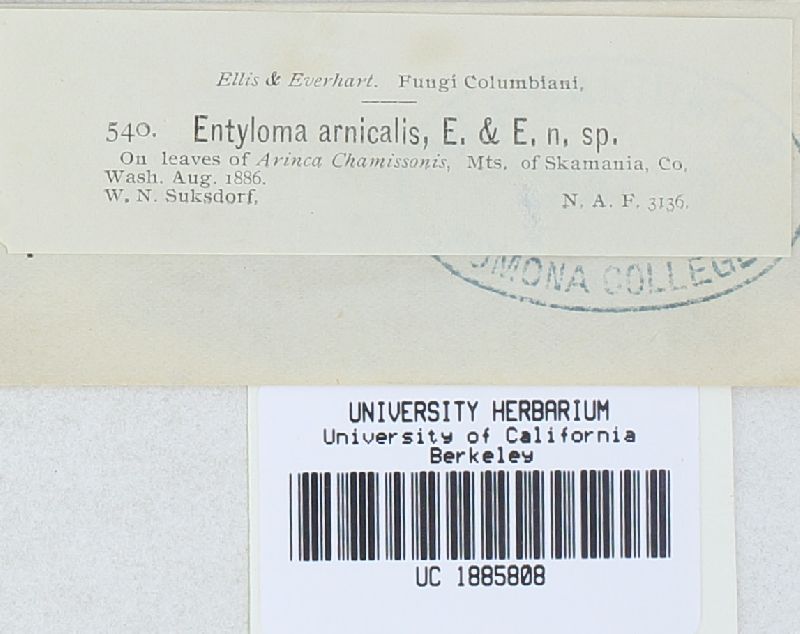 Ellis & Everhart. Fungi Columbiani,
540. Entyloma arnicalis, E. & E. n. sp.
On leaves of Arinca Chamissonis, Mts. of Skamania, Co,
Wash. Aug. 1886.
W. N. Suksdorf, N. A. F. 3136.
POMONA COLLEGE
UNIVERSITY HERBARIUM
University of California
Berkeley
UC 1885808